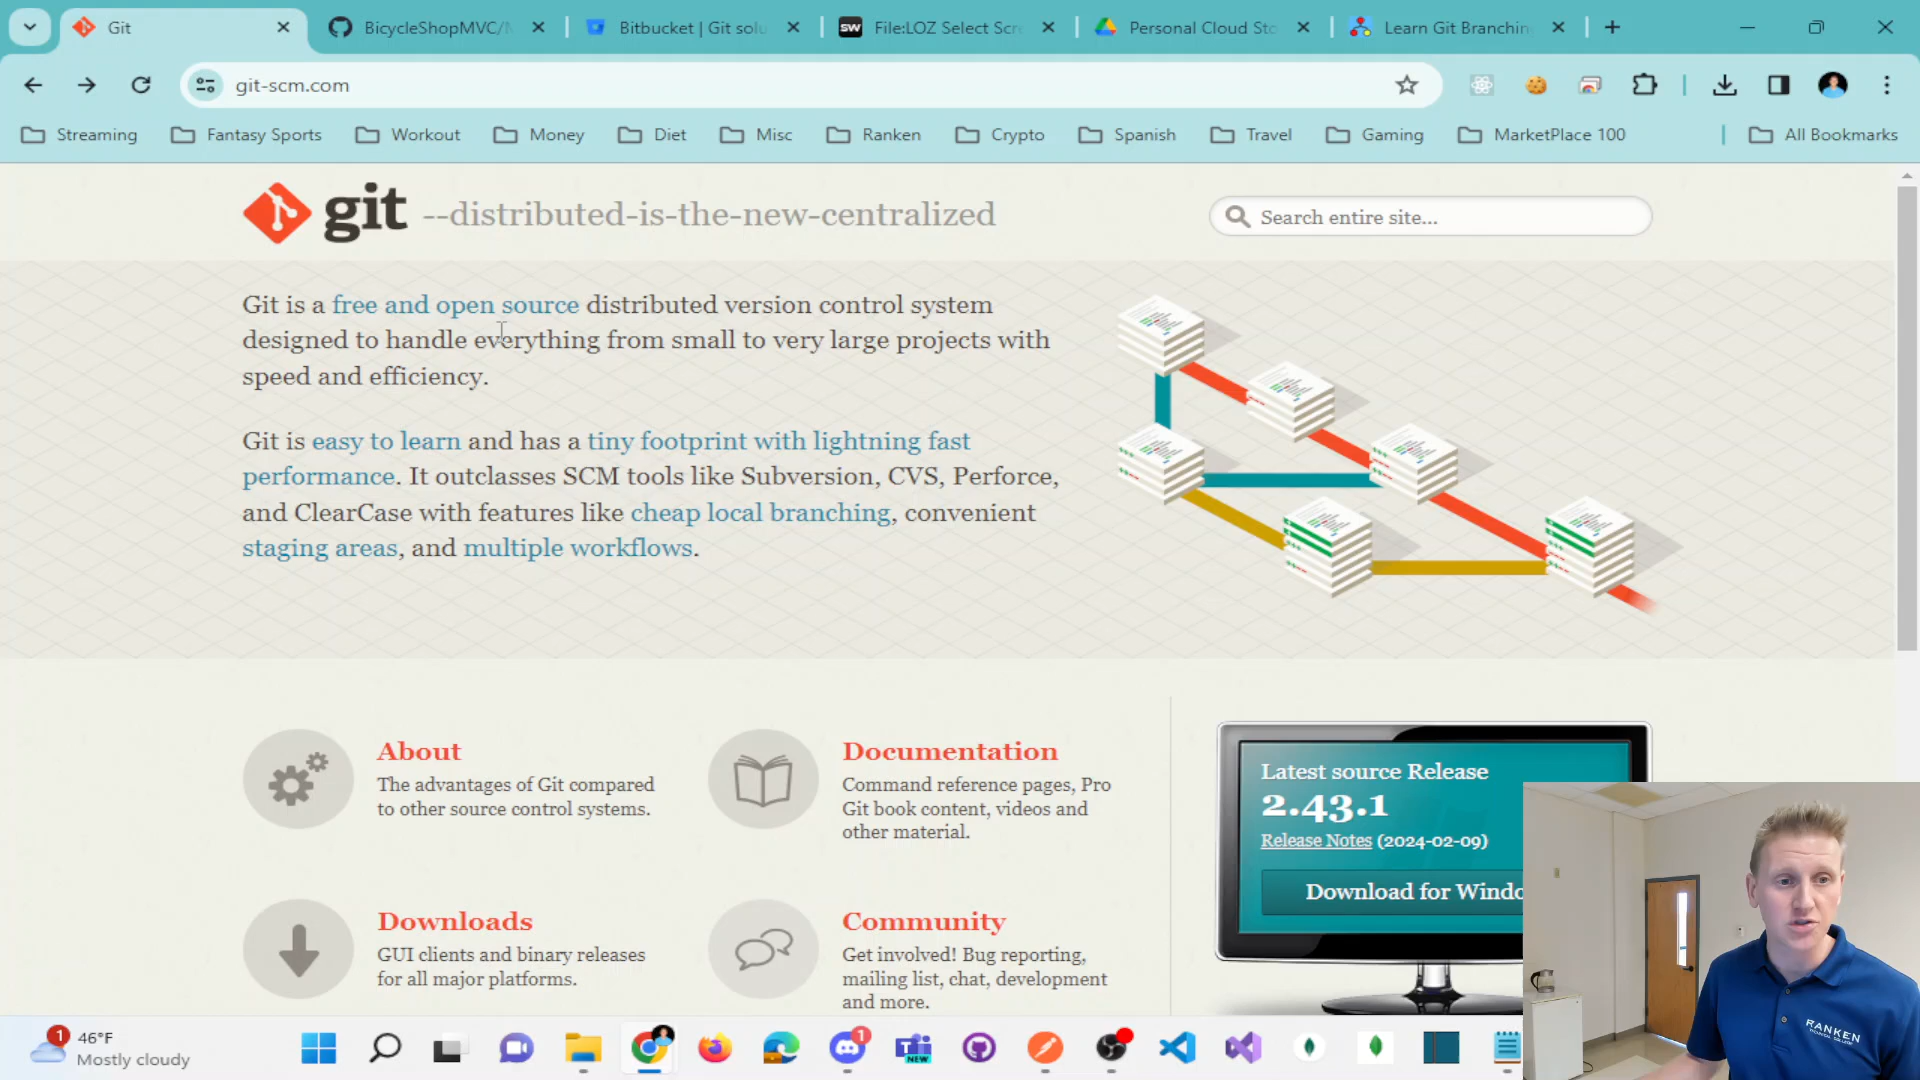 Git
BicycleShopMVC/
Bitbucket | Git solu
File:LOZ Select Scre
Personal Cloud Sto
Learn Git Branching
git-scm.com
Streaming
Fantasy Sports
Workout
Money
Diet
Misc
Ranken
Crypto
Spanish
Travel
Gaming
MarketPlace 100
All Bookmarks
git --distributed-is-the-new-centralized
Search entire site...
Git is a free and open source distributed version control system
designed to handle everything from small to very large projects with
speed and efficiency.
Git is easy to learn and has a tiny footprint with lightning fast
performance. It outclasses SCM tools like Subversion, CVS, Perforce,
and ClearCase with features like cheap local branching, convenient
staging areas, and multiple workflows.
About
The advantages of Git compared
to other source control systems.
Documentation
Command reference pages, Pro
Git book content, videos and
other material.
Downloads
GUI clients and binary releases
for all major platforms.
Community
Get involved! Bug reporting,
mailing list, chat, development
and more.
Latest source Release
2.43.1
Release Notes (2024-02-09)
Download for Windo
RANKEN
1
46°F
Mostly cloudy
1
NEW
SW